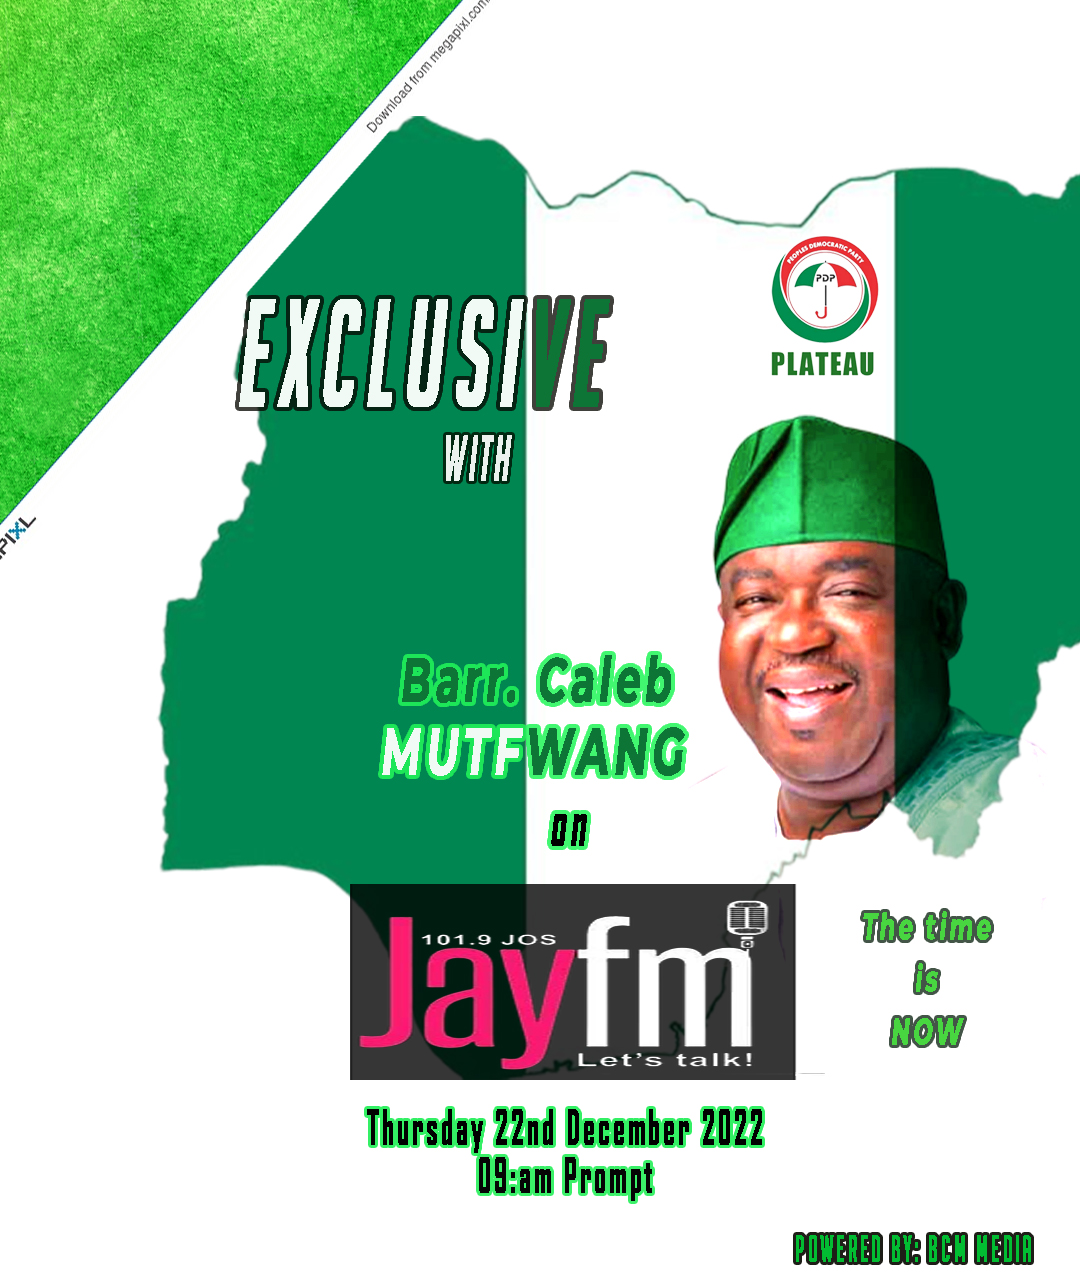 Download from megapixl.com
PEOPLES DEMOCRATIC PARTY
PDP
PLATEAU
EXCLUSIVE
WITH
Barr. Caleb
MUTFWANG
on
101.9 JOS
Jayfm
Let's talk!
The time
is
NOW
Thursday 22nd December 2022
09:am Prompt
POWERED BY: BCM MEDIA